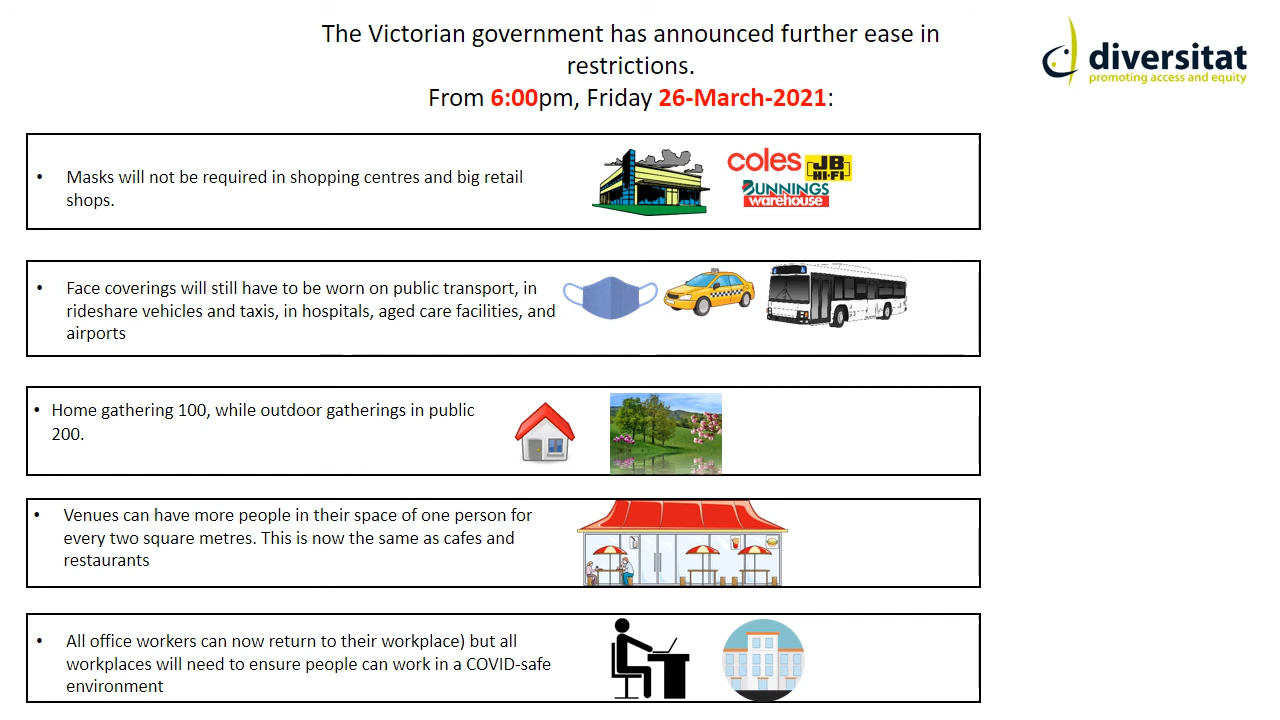 The Victorian government has announced further ease in
restrictions.
From 6:00pm, Friday 26-March-2021:
diversitat
promoting access and equity
• Masks will not be required in shopping centres and big retail
shops.
coles
JB
HI-FI
BUNNINGS
warehouse
• Face coverings will still have to be worn on public transport, in
rideshare vehicles and taxis, in hospitals, aged care facilities, and
airports
• Home gathering 100, while outdoor gatherings in public
200.
• Venues can have more people in their space of one person for
every two square metres. This is now the same as cafes and
restaurants
• All office workers can now return to their workplace) but all
workplaces will need to ensure people can work in a COVID-safe
environment